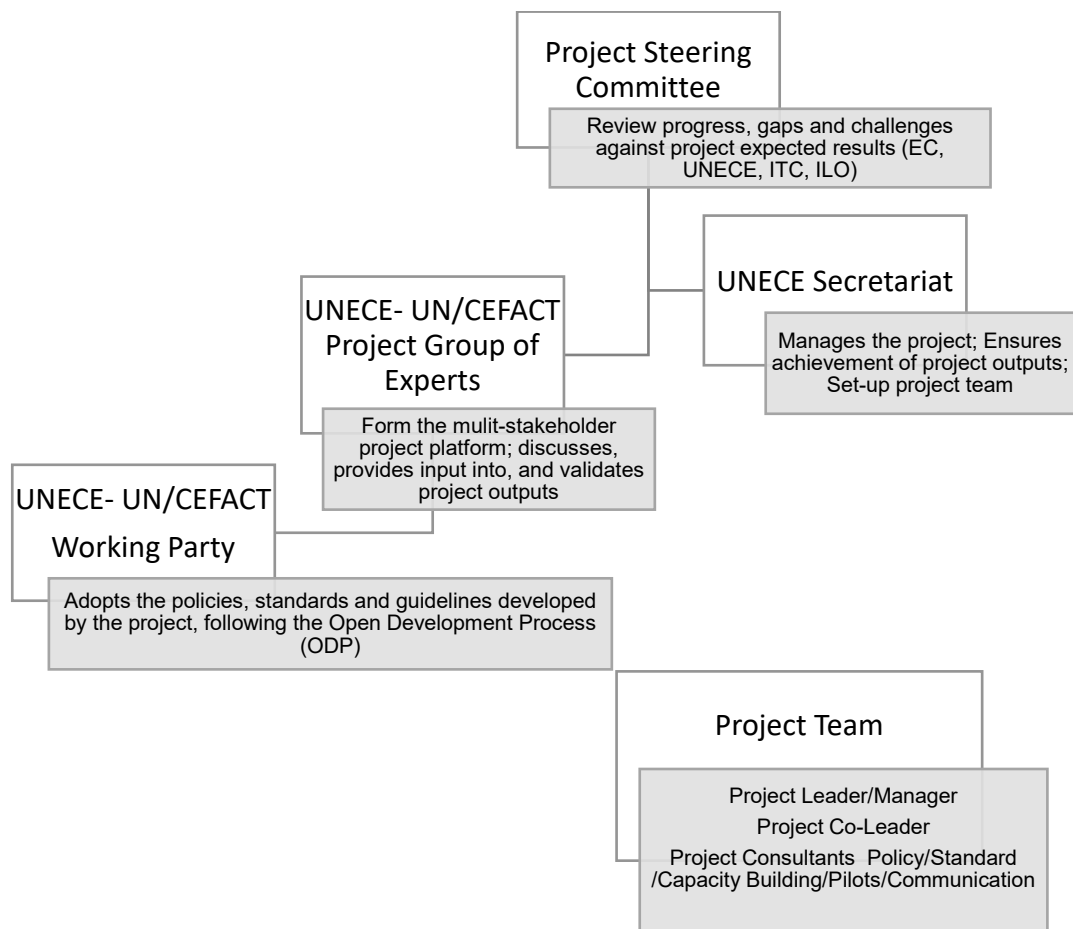 Project Steering
Committee
Review progress, gaps and challenges
against project expected results (EC,
UNECE, ITC, ILO)
UNECE Secretariat
Manages the project; Ensures
achievement of project outputs;
Set-up project team
UNECE- UN/CEFACT
Project Group of
Experts
Form the mulit-stakeholder
project platform; discusses,
provides input into, and validates
project outputs
UNECE- UN/CEFACT
Working Party
Adopts the policies, standards and guidelines developed
by the project, following the Open Development Process
(ODP)
Project Team
Project Leader/Manager
Project Co-Leader
Project Consultants  Policy/Standard
/Capacity Building/Pilots/Communication